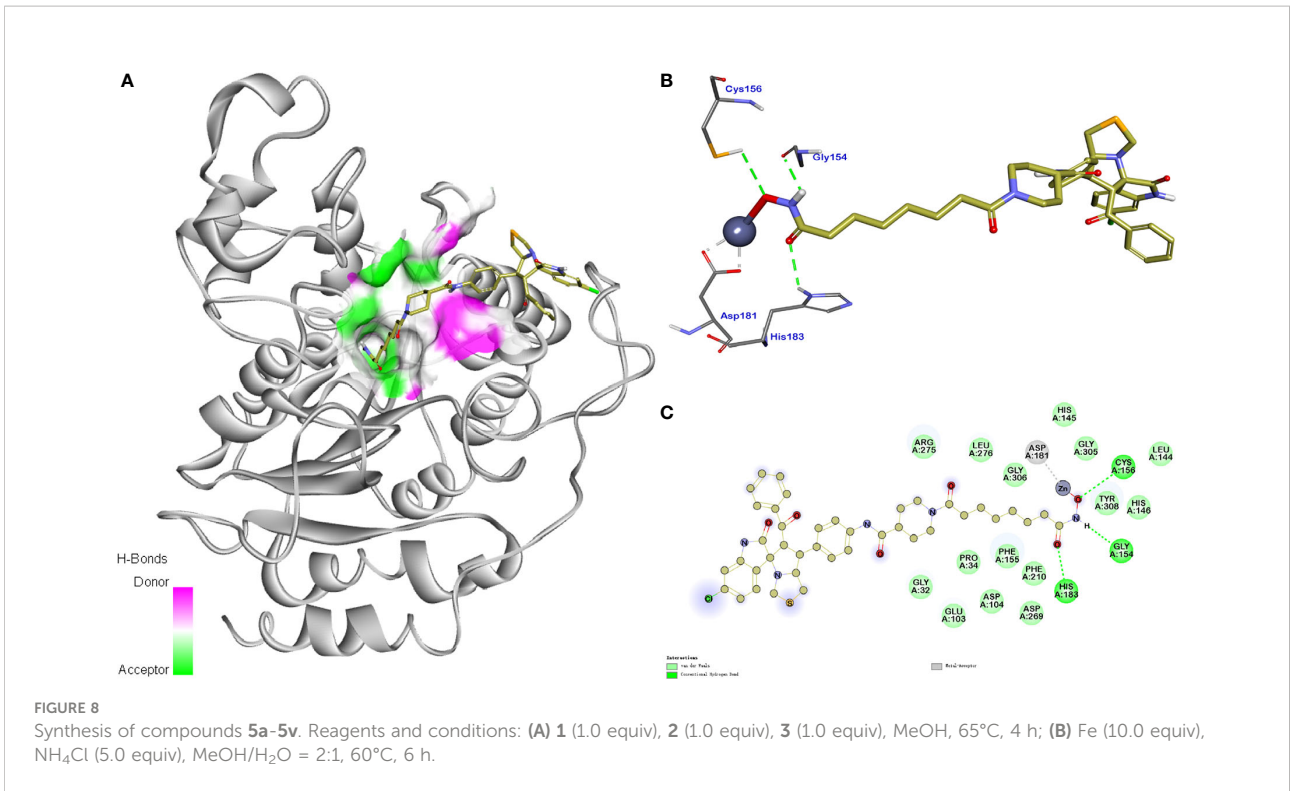 A
H-Bonds
Donor
Acceptor
B
Cys156
Gly154
Asp181
His183
C
HIS
A:145
ARG
A:275
LEU
A:276
ASP
A:181
GLY
A:305
LEU
A:144
GLY
A:306
CYS
A:156
Zn
TYR
A:308
HIS
A:146
O
N
H
O
GLY
A:154
HIS
A:183
PRO
A:34
PHE
A:155
PHE
A:210
GLY
A:32
ASP
A:104
GLU
A:103
ASP
A:269
O
N
O
N
O
O
N
N
Cl
S
Interactions
van der Waals
Conventional Hydrogen Bond
Metal-Acceptor
FIGURE 8
Synthesis of compounds 5a-5v. Reagents and conditions: (A) 1 (1.0 equiv), 2 (1.0 equiv), 3 (1.0 equiv), MeOH, 65°C, 4 h; (B) Fe (10.0 equiv),
NH₄Cl (5.0 equiv), MeOH/H₂O = 2:1, 60°C, 6 h.